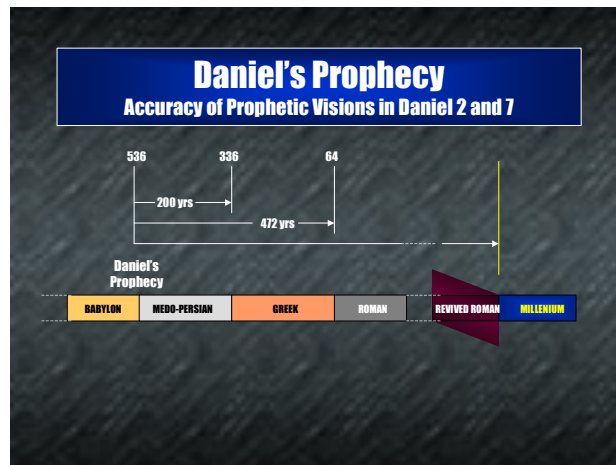 Daniel's Prophecy
Accuracy of Prophetic Visions in Daniel 2 and 7
536 336 64
200 yrs
472 yrs
Daniel's
Prophecy
BABYLON MEDO-PERSIAN GREEK ROMAN REVIVED ROMAN MILLENIUM